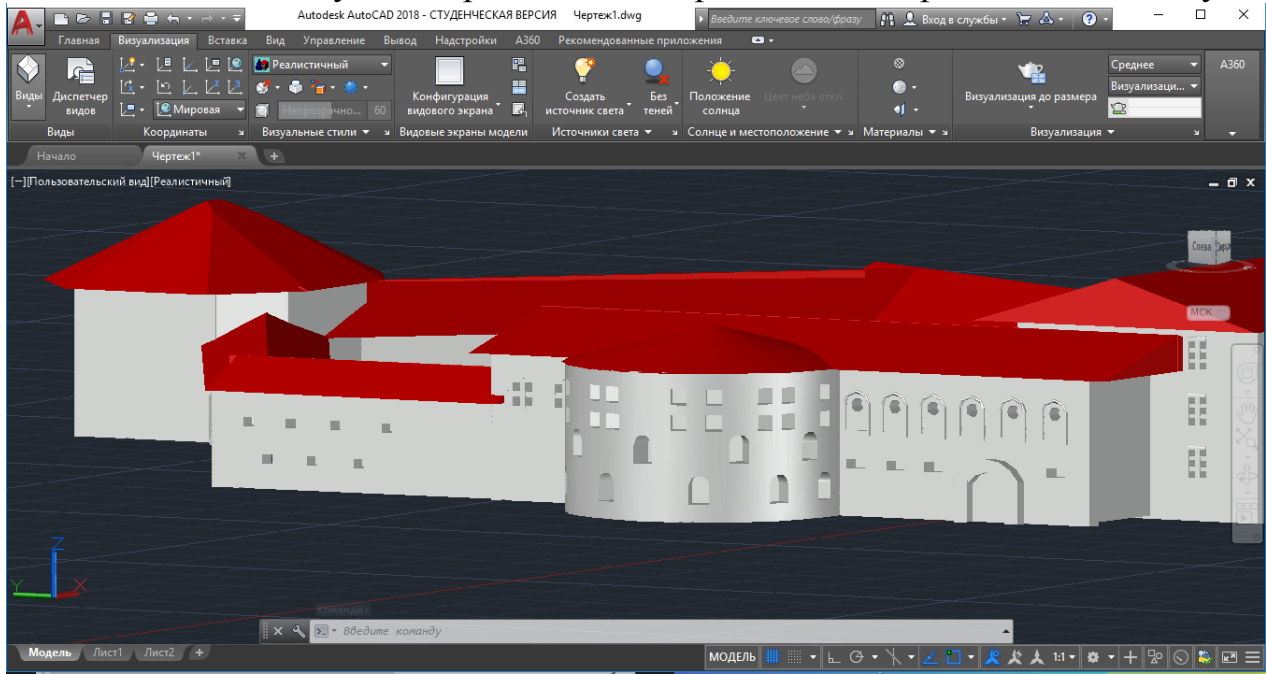 Autodesk AutoCAD 2018 - СТУДЕНЧЕСКАЯ ВЕРСИЯ Чертеж1.dwg Введите ключевое слово/фразу Вход в службы
Главная Визуализация Вставка Вид Управление Вывод Надстройки A360 Рекомендованные приложения
Реалистичный Среднее A360
Виды Диспетчер видов Конфигурация видового экрана Создать источник света Без теней Положение солнца Цвет неба откл. Визуализация до размера Визуализаци...
Мировая Непрозрачно... 60
Виды Координаты Визуальные стили Видовые экраны модели Источники света Солнце и местоположение Материалы Визуализация
Начало Чертеж1*
[−][Пользовательский вид][Реалистичный]
Слева
МСК
Z
Y X
Команда:
Введите команду
Модель Лист1 Лист2 МОДЕЛЬ 1:1